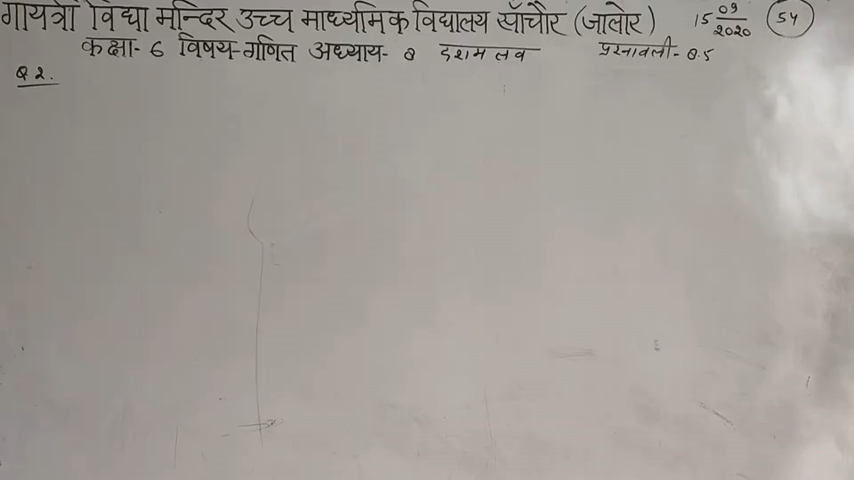 गायत्री विद्या मन्दिर उच्च माध्यमिक विद्यालय साँचौर (जालोर) 15/09/2020 54
कक्षा- 6 विषय-गणित अध्याय- 8 दशमलव प्रश्नावली- 8.5
Q 2.